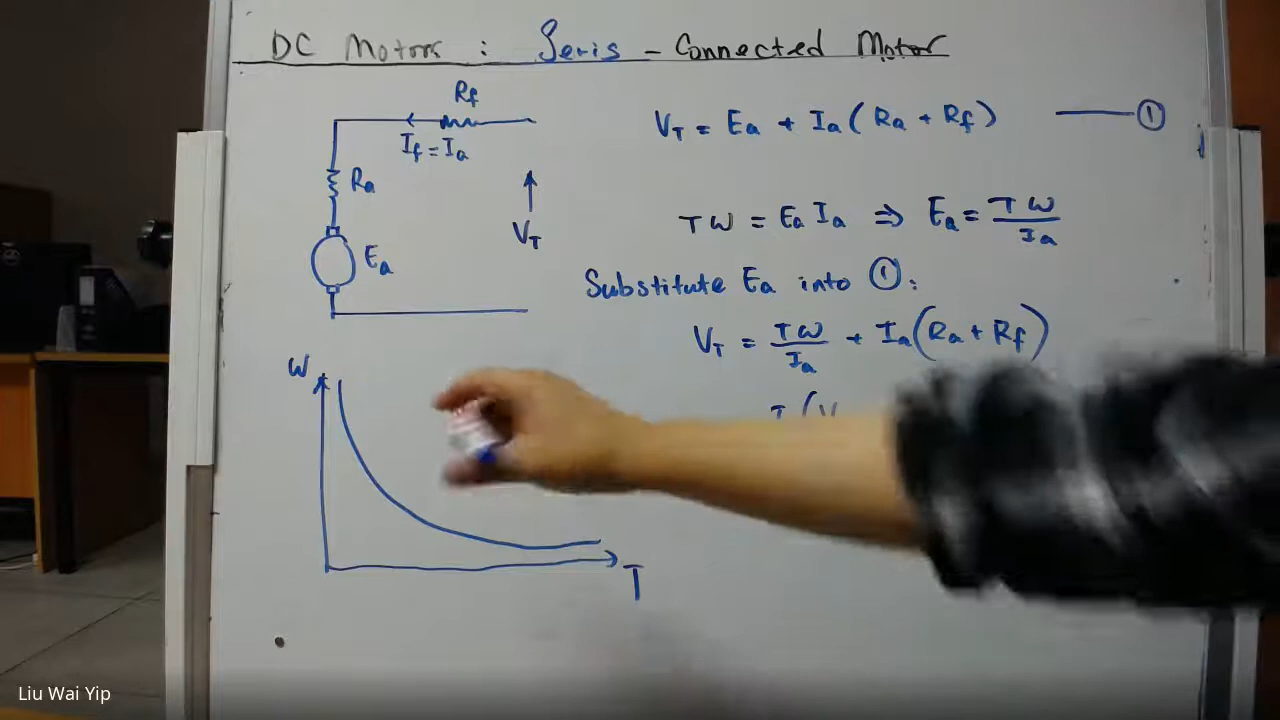 DC Motors : Seris - Connected Motor
Rf
If = Ia
Ra
Ea
VT
VT = Ea + Ia (Ra + Rf) ——— ①
TW = Ea Ia ⇒ Ea = TW / Ia
Substitute Ea into ① :
VT = TW / Ia + Ia (Ra + Rf)
W
T
Liu Wai Yip